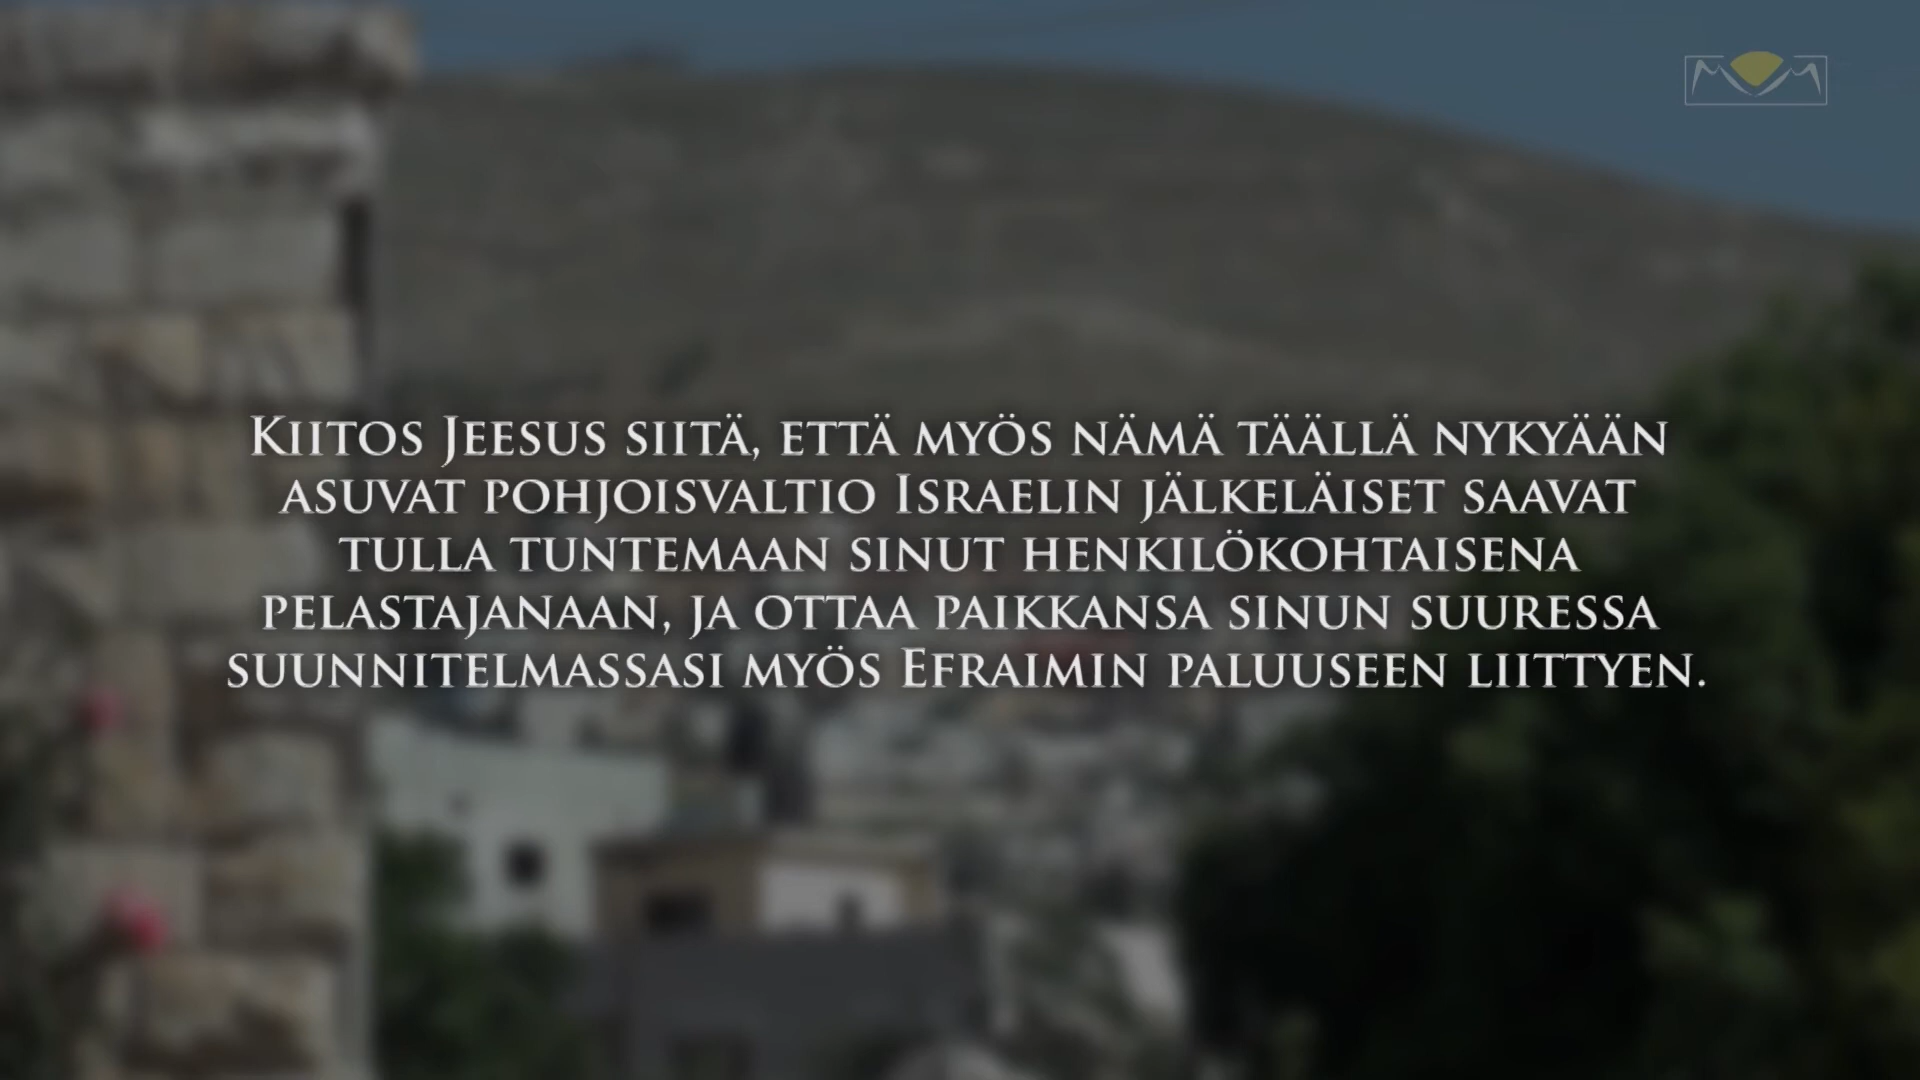 Kiitos Jeesus siitä, että myös nämä täällä nykyään
asuvat pohjoisvaltio Israelin jälkeläiset saavat
tulla tuntemaan sinut henkilökohtaisena
pelastajanaan, ja ottaa paikkansa sinun suuressa
suunnitelmassasi myös Efraimin paluuseen liittyen.